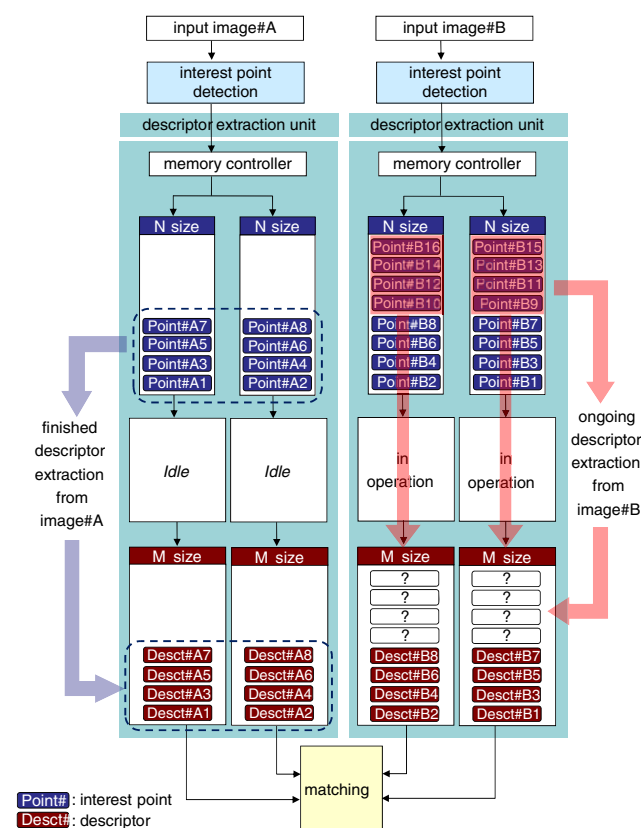 input image#A
input image#B
interest point
detection
interest point
detection
descriptor extraction unit
descriptor extraction unit
memory controller
memory controller
N size
N size
N size
N size
Point#B16
Point#B14
Point#B12
Point#B10
Point#B15
Point#B13
Point#B11
Point#B9
Point#A7
Point#A5
Point#A3
Point#A1
Point#A8
Point#A6
Point#A4
Point#A2
Point#B8
Point#B6
Point#B4
Point#B2
Point#B7
Point#B5
Point#B3
Point#B1
finished
descriptor
extraction
from
image#A
Idle
Idle
in
operation
in
operation
ongoing
descriptor
extraction
from
image#B
M size
M size
M size
M size
?
?
?
?
?
?
?
?
Desct#A7
Desct#A5
Desct#A3
Desct#A1
Desct#A8
Desct#A6
Desct#A4
Desct#A2
Desct#B8
Desct#B6
Desct#B4
Desct#B2
Desct#B7
Desct#B5
Desct#B3
Desct#B1
matching
Point# : interest point
Desct# : descriptor